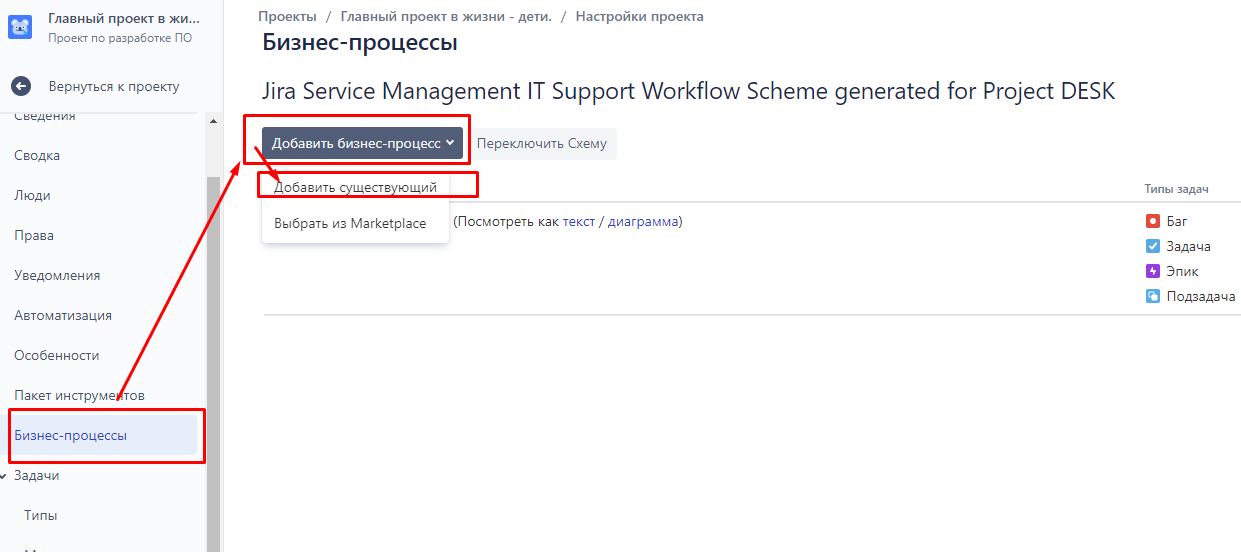 Главный проект в жи...
Проект по разработке ПО
Вернуться к проекту
Сведения
Сводка
Люди
Права
Уведомления
Автоматизация
Особенности
Пакет инструментов
Бизнес-процессы
Задачи
Типы
Проекты / Главный проект в жизни - дети. / Настройки проекта
Бизнес-процессы
Jira Service Management IT Support Workflow Scheme generated for Project DESK
Добавить бизнес-процесс Переключить Схему
Добавить существующий
Выбрать из Marketplace
(Посмотреть как текст / диаграмма)
Типы задач
Баг
Задача
Эпик
Подзадача